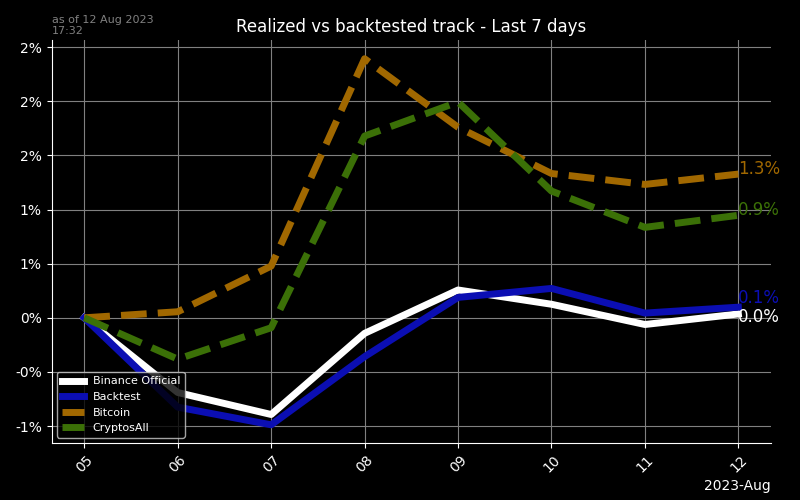 as of 12 Aug 2023
17:32
Realized vs backtested track - Last 7 days
2%
2%
2%
1%
1%
0%
-0%
-1%
1.3%
0.9%
0.1%
0.0%
Binance Official
Backtest
Bitcoin
CryptosAll
05 06 07 08 09 10 11 12
2023-Aug